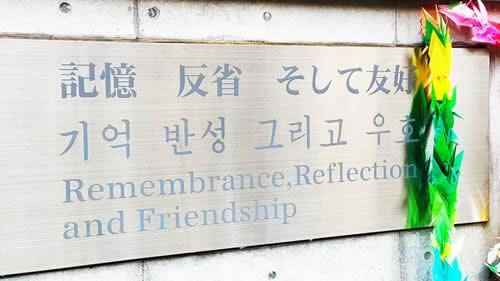 記憶　反省　そして友好
기억 반성 그리고 우호
Remembrance,Reflection
and Friendship